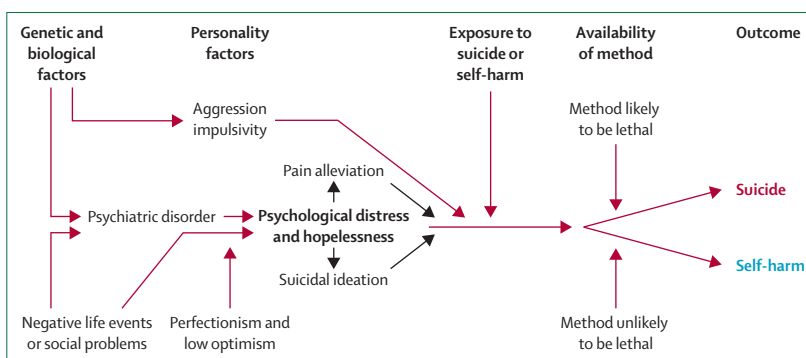 Genetic and
biological
factors
Personality
factors
Exposure to
suicide or
self-harm
Availability
of method
Outcome
Aggression
impulsivity
Method likely
to be lethal
Pain alleviation
Suicide
Psychiatric disorder
Psychological distress
and hopelessness
Self-harm
Suicidal ideation
Negative life events
or social problems
Perfectionism and
low optimism
Method unlikely
to be lethal